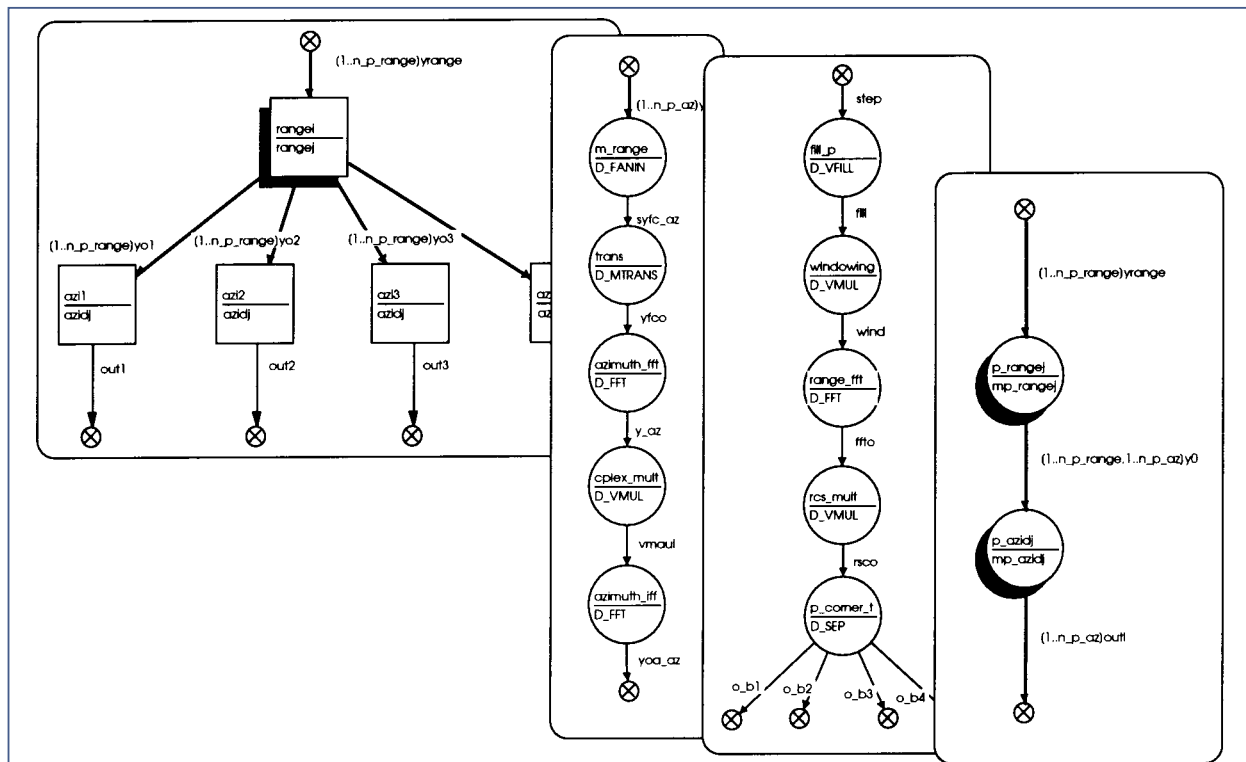 (1..n_p_range)yrange
rangei
rangej
(1..n_p_range)yo1
(1..n_p_range)yo2
(1..n_p_range)yo3
azi1
azidj
azi2
azidj
azi3
azidj
az
az
out1
out2
out3
(1..n_p_az)y
m_range
D_FANIN
syfc_az
trans
D_MTRANS
yfco
azimuth_fft
D_FFT
y_az
cplex_mult
D_VMUL
vmaul
azimuth_iff
D_FFT
yoa_az
step
fill_p
D_VFILL
fill
windowing
D_VMUL
wind
range_fft
D_FFT
ffto
rcs_mult
D_VMUL
rsco
p_corner_t
D_SEP
o_b1
o_b2
o_b3
o_b4
(1..n_p_range)yrange
p_rangej
mp_rangej
(1..n_p_range,1..n_p_az)y0
p_azidj
mp_azidj
(1..n_p_az)outi